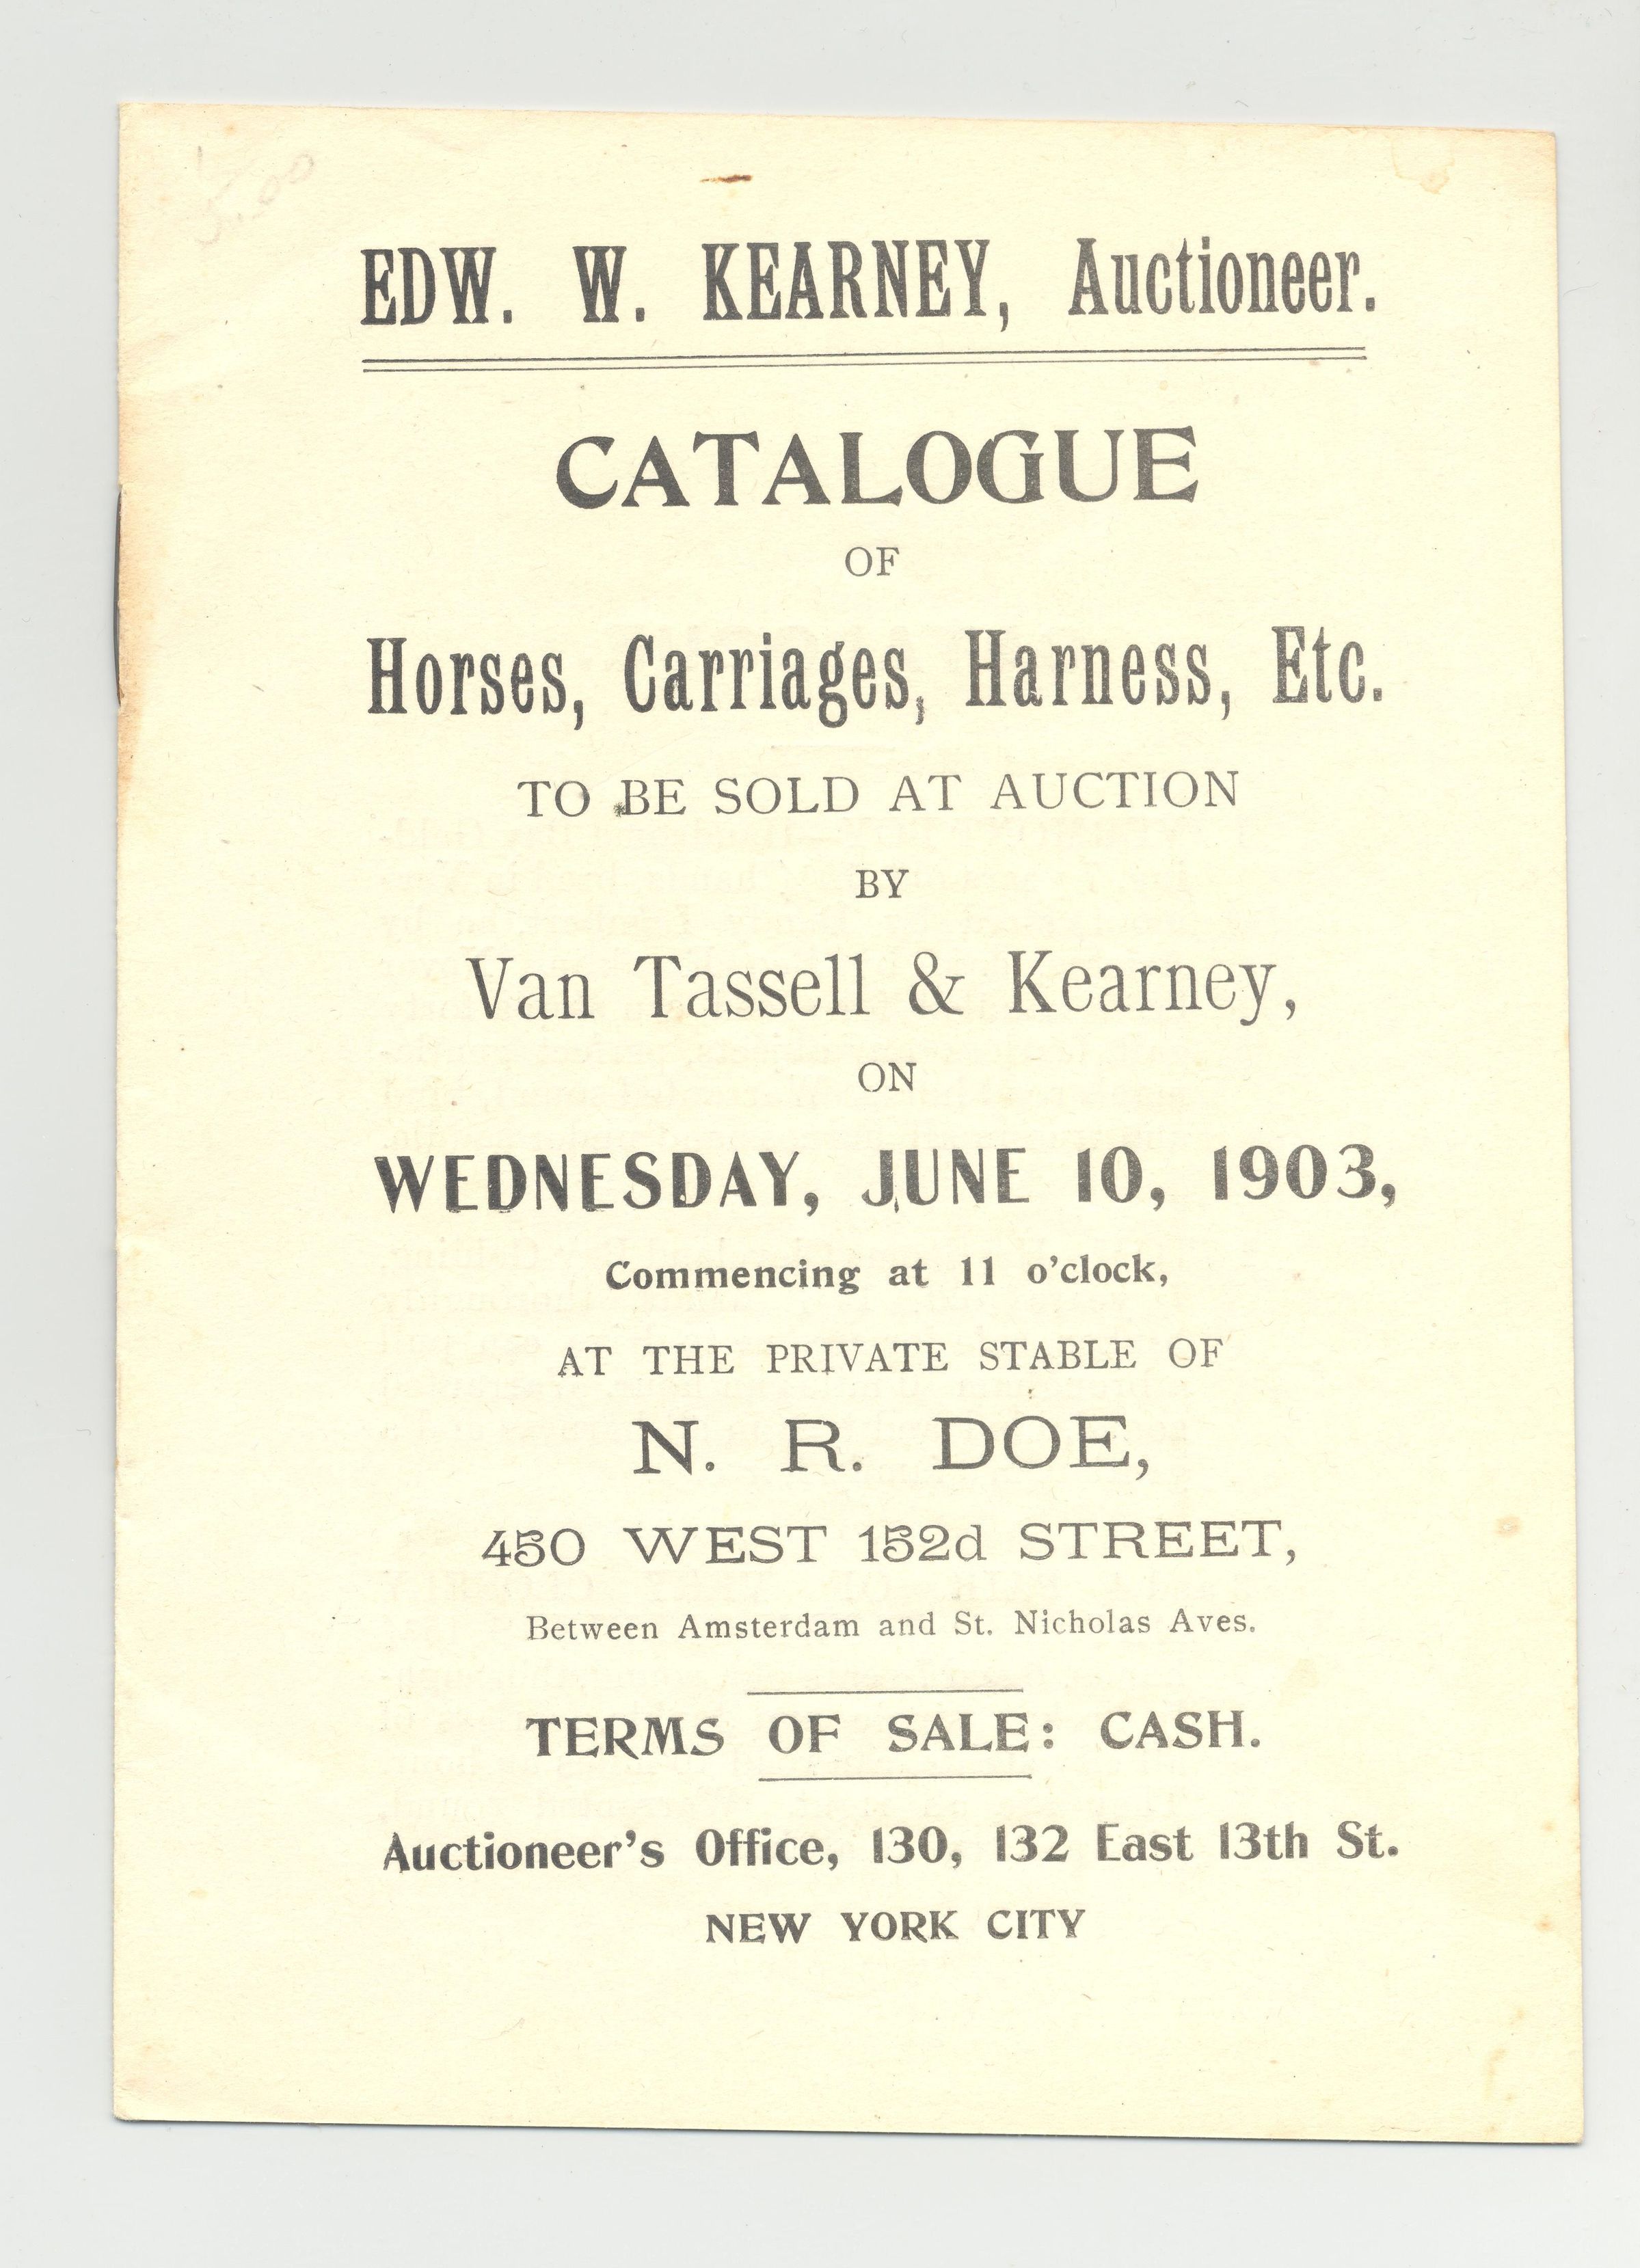 5.00
EDW. W. KEARNEY, Auctioneer.
CATALOGUE
OF
Horses, Carriages, Harness, Etc.
TO BE SOLD AT AUCTION
BY
Van Tassell & Kearney,
ON
WEDNESDAY, JUNE 10, 1903,
Commencing at 11 o'clock,
AT THE PRIVATE STABLE OF
N. R. DOE,
450 WEST 152d STREET,
Between Amsterdam and St. Nicholas Aves.
TERMS OF SALE: CASH.
Auctioneer's Office, 130, 132 East 13th St.
NEW YORK CITY